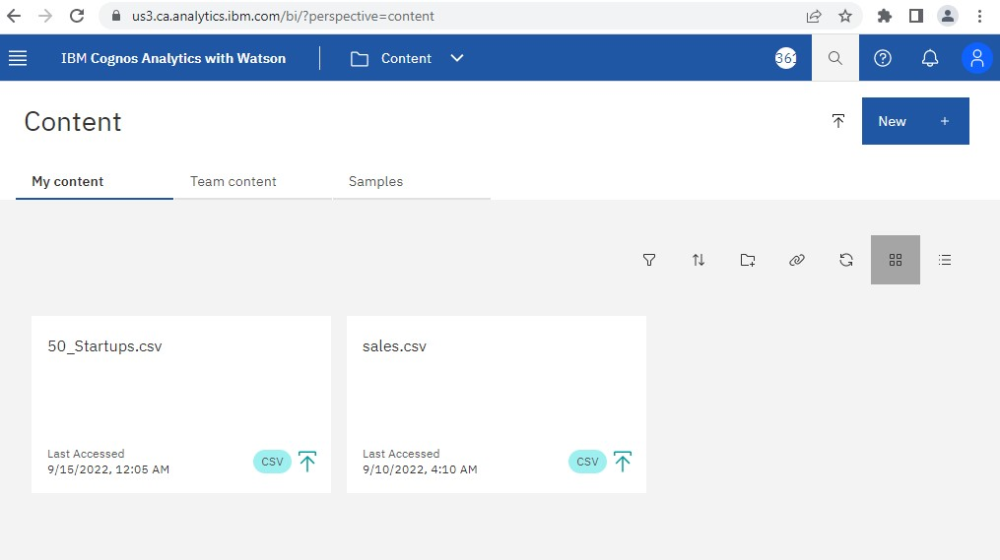 us3.ca.analytics.ibm.com/bi/?perspective=content
IBM Cognos Analytics with Watson
Content
361
Content
New
My content
Team content
Samples
50_Startups.csv
Last Accessed
9/15/2022, 12:05 AM
CSV
sales.csv
Last Accessed
9/10/2022, 4:10 AM
CSV